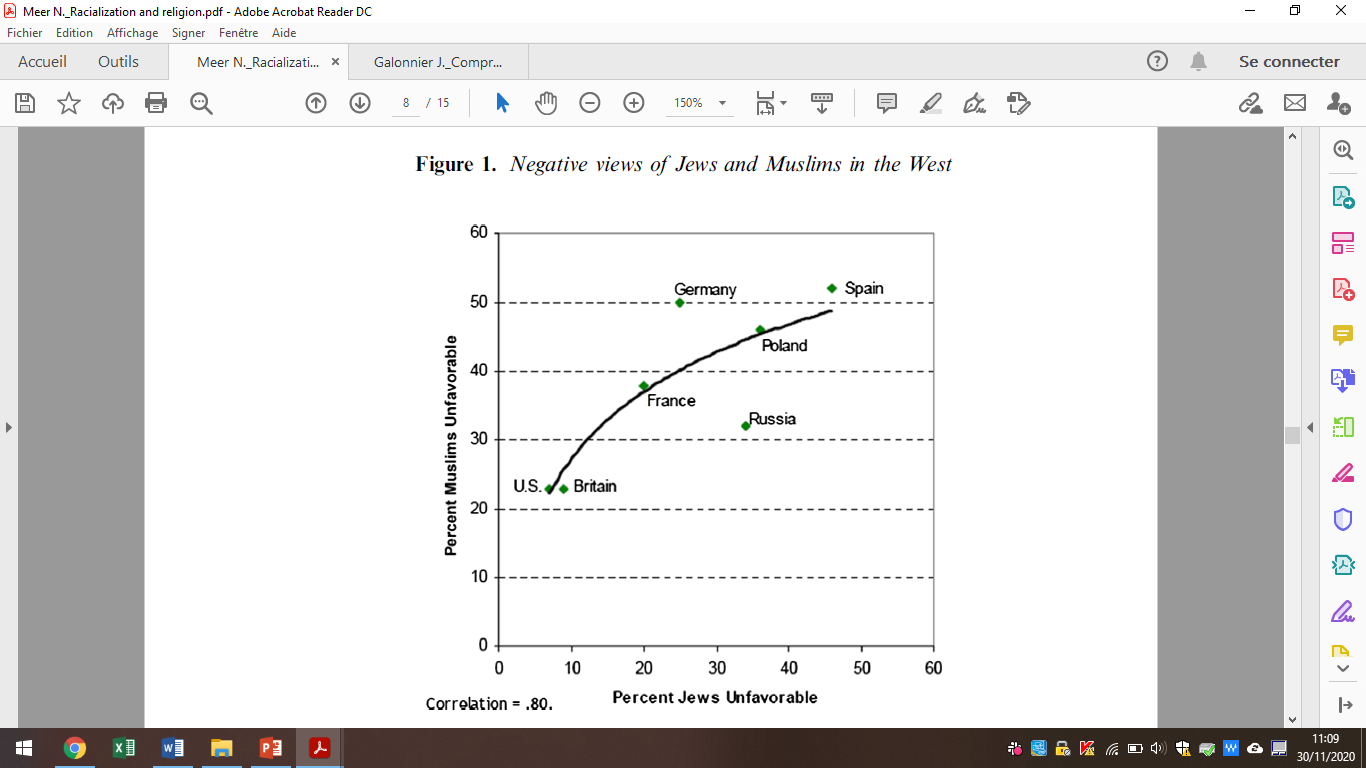 Meer N._Racialization and religion.pdf - Adobe Acrobat Reader DC
Fichier Edition Affichage Signer Fenêtre Aide
Accueil Outils Meer N._Racializati... × Galonnier J._Compr... Se connecter
8 / 15 150%
Figure 1. Negative views of Jews and Muslims in the West
60
Germany Spain
50
Poland
40
France
Russia
30
U.S. Britain
20
10
0
Percent Muslims Unfavorable
0 10 20 30 40 50 60
Percent Jews Unfavorable
Correlation = .80.
11:09
30/11/2020